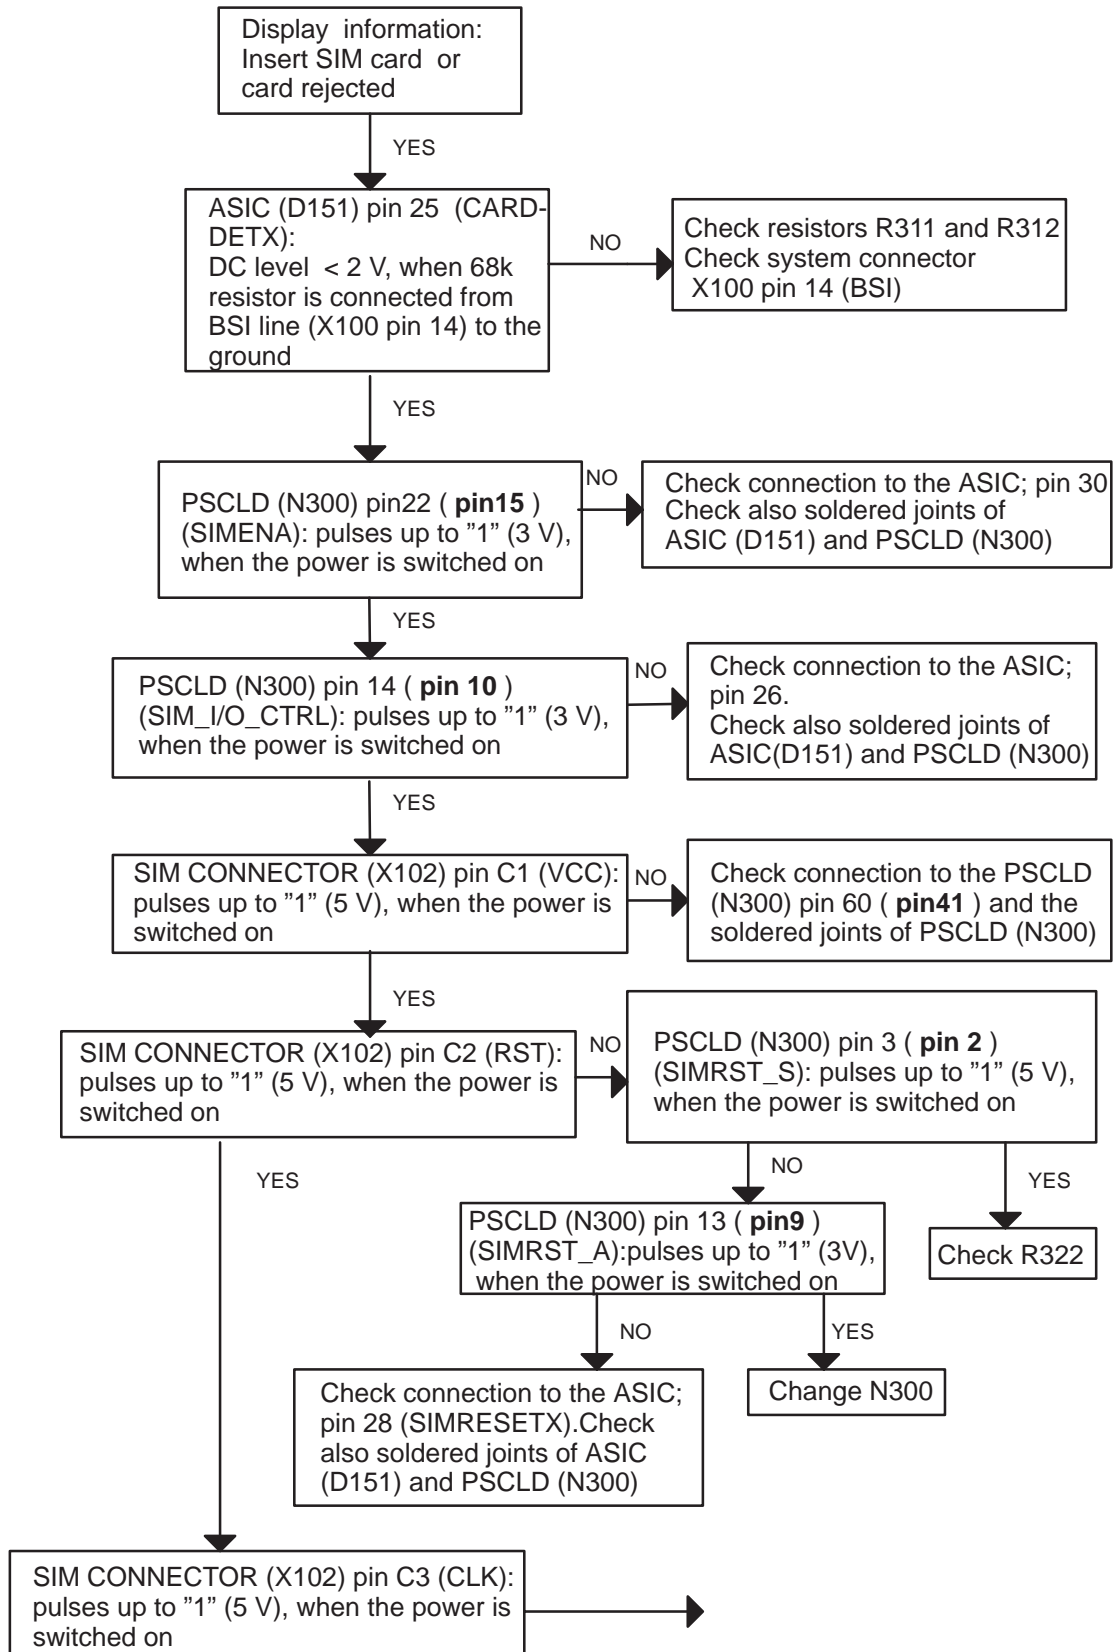 Display information:
Insert SIM card or
card rejected
YES
ASIC (D151) pin 25 (CARD-
DETX):
DC level < 2 V, when 68k
resistor is connected from
BSI line (X100 pin 14) to the
ground
NO
Check resistors R311 and R312
Check system connector
X100 pin 14 (BSI)
YES
PSCLD (N300) pin22 ( pin15 )
(SIMENA): pulses up to ”1” (3 V),
when the power is switched on
NO
Check connection to the ASIC; pin 30
Check also soldered joints of
ASIC (D151) and PSCLD (N300)
YES
PSCLD (N300) pin 14 ( pin 10 )
(SIM_I/O_CTRL): pulses up to ”1” (3 V),
when the power is switched on
NO
Check connection to the ASIC;
pin 26.
Check also soldered joints of
ASIC(D151) and PSCLD (N300)
YES
SIM CONNECTOR (X102) pin C1 (VCC):
pulses up to ”1” (5 V), when the power is
switched on
NO
Check connection to the PSCLD
(N300) pin 60 ( pin41 ) and the
soldered joints of PSCLD (N300)
YES
SIM CONNECTOR (X102) pin C2 (RST):
pulses up to ”1” (5 V), when the power is
switched on
NO
PSCLD (N300) pin 3 ( pin 2 )
(SIMRST_S): pulses up to ”1” (5 V),
when the power is switched on
YES
NO
YES
PSCLD (N300) pin 13 ( pin9 )
(SIMRST_A):pulses up to ”1” (3V),
when the power is switched on
Check R322
NO
YES
Check connection to the ASIC;
pin 28 (SIMRESETX).Check
also soldered joints of ASIC
(D151) and PSCLD (N300)
Change N300
SIM CONNECTOR (X102) pin C3 (CLK):
pulses up to ”1” (5 V), when the power is
switched on